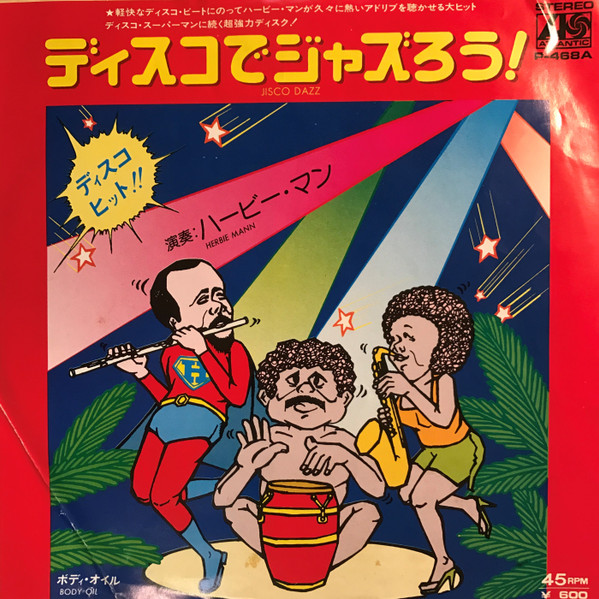 ★軽快なディスコ・ビートにのってハービー・マンが久々に熱いアドリブを聴かせる大ヒット
ディスコ・スーパーマンに続く超強力ディスク!
STEREO
ATLANTIC
P-468A
ディスコでジャズろう!
JISCO DAZZ
ディスコ
ヒット!!
演奏:ハービー・マン
HERBIE MANN
H
ボディ・オイル
BODY OIL
45 RPM
¥ 600